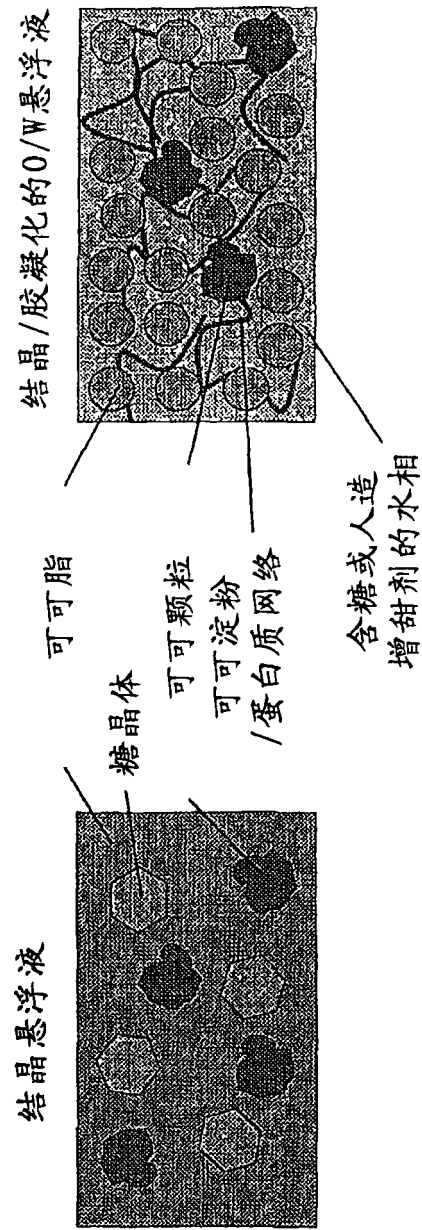 结晶悬浮液
结晶/胶凝化的O/W悬浮液
可可脂
糖晶体
可可颗粒
可可淀粉
/蛋白质网络
含糖或人造
增甜剂的水相